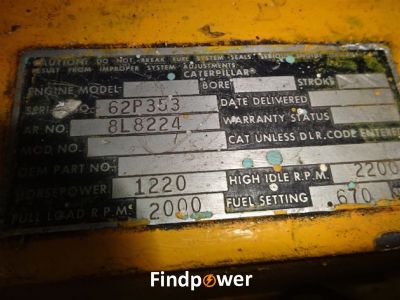 CAUTION: DO NOT BREAK FUEL SYSTEM SEALS. SERIOUS
RESULT FROM IMPROPER SYSTEM ADJUSTMENTS.
CATERPILLAR
ENGINE MODEL BORE STROKE
NO. 62P353 DATE DELIVERED
AR. NO. 8L8224 WARRANTY STATUS
MOD. NO. CAT UNLESS DLR. CODE ENTERED
OEM PART NO.
HORSEPOWER 1220 HIGH IDLE R.P.M. 2200
FULL LOAD R.P.M. 2000 FUEL SETTING 670
Findpower